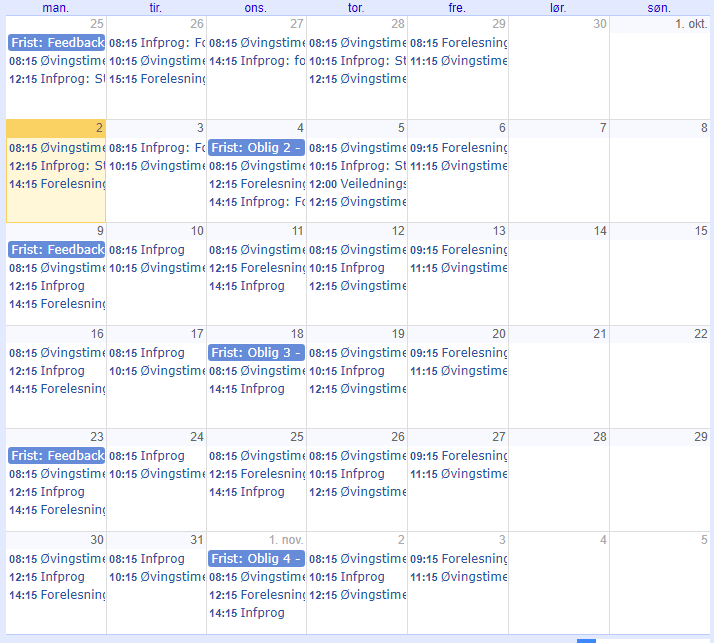 man. tir. ons. tor. fre. lør. søn.
25
Frist: Feedback
08:15 Øvingstime
12:15 Infprog: St
26
08:15 Infprog: Fo
10:15 Øvingstime
15:15 Forelesning
27
08:15 Øvingstime
14:15 Infprog: fo
28
08:15 Øvingstime
10:15 Infprog: St
12:15 Øvingstime
29
08:15 Forelesning
11:15 Øvingstime
30
1. okt.
2
08:15 Øvingstime
12:15 Infprog: St
14:15 Forelesning
3
08:15 Infprog: Fo
10:15 Øvingstime
4
Frist: Oblig 2 -
08:15 Øvingstime
12:15 Forelesning
14:15 Infprog: Fo
5
08:15 Øvingstime
10:15 Infprog: St
12:00 Veilednings
12:15 Øvingstime
6
09:15 Forelesning
11:15 Øvingstime
7
8
9
Frist: Feedback
08:15 Øvingstime
12:15 Infprog
14:15 Forelesning
10
08:15 Infprog
10:15 Øvingstime
11
08:15 Øvingstime
12:15 Forelesning
14:15 Infprog
12
08:15 Øvingstime
10:15 Infprog
12:15 Øvingstime
13
09:15 Forelesning
11:15 Øvingstime
14
15
16
08:15 Øvingstime
12:15 Infprog
14:15 Forelesning
17
08:15 Infprog
10:15 Øvingstime
18
Frist: Oblig 3 -
08:15 Øvingstime
14:15 Infprog
19
08:15 Øvingstime
10:15 Infprog
12:15 Øvingstime
20
09:15 Forelesning
11:15 Øvingstime
21
22
23
Frist: Feedback
08:15 Øvingstime
12:15 Infprog
14:15 Forelesning
24
08:15 Infprog
10:15 Øvingstime
25
08:15 Øvingstime
12:15 Forelesning
14:15 Infprog
26
08:15 Øvingstime
10:15 Infprog
12:15 Øvingstime
27
09:15 Forelesning
11:15 Øvingstime
28
29
30
08:15 Øvingstime
12:15 Infprog
14:15 Forelesning
31
08:15 Infprog
10:15 Øvingstime
1. nov.
Frist: Oblig 4 -
08:15 Øvingstime
12:15 Forelesning
14:15 Infprog
2
08:15 Øvingstime
10:15 Infprog
12:15 Øvingstime
3
09:15 Forelesning
11:15 Øvingstime
4
5